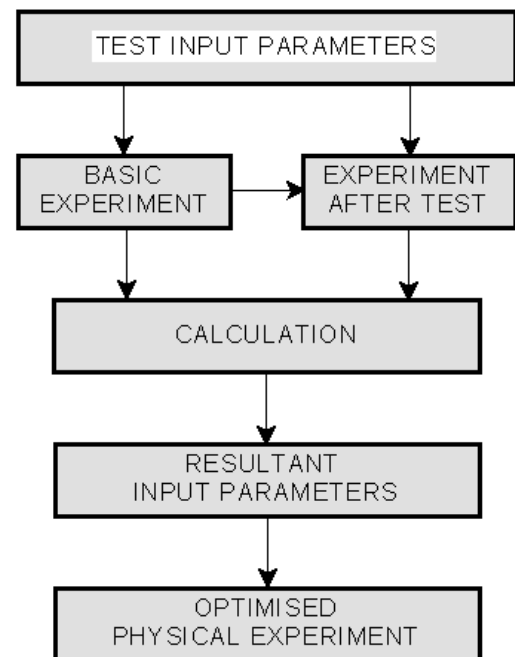 TEST INPUT PARAMETERS
BASIC
EXPERIMENT
EXPERIMENT
AFTER TEST
CALCULATION
RESULTANT
INPUT PARAMETERS
OPTIMISED
PHYSICAL EXPERIMENT